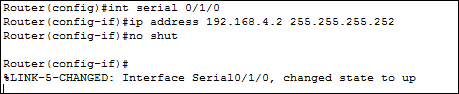 Router(config)#int serial 0/1/0
Router(config-if)#ip address 192.168.4.2 255.255.255.252
Router(config-if)#no shut
Router(config-if)#
%LINK-5-CHANGED: Interface Serial0/1/0, changed state to up